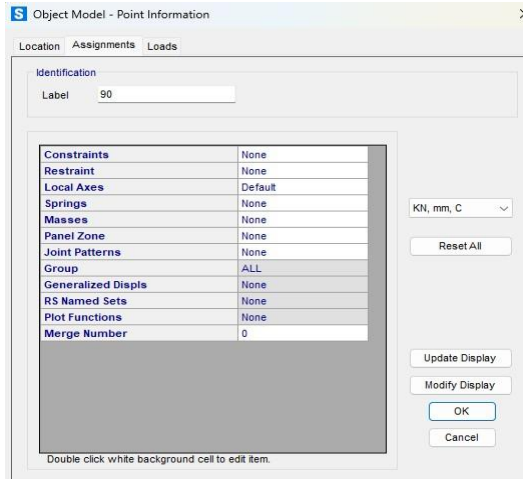 S Object Model - Point Information
Location Assignments Loads
Identification
Label 90
Constraints None
Restraint None
Local Axes Default
Springs None
Masses None
Panel Zone None
Joint Patterns None
Group ALL
Generalized Displs None
RS Named Sets None
Plot Functions None
Merge Number 0
KN, mm, C
Reset All
Update Display
Modify Display
OK
Cancel
Double click white background cell to edit item.